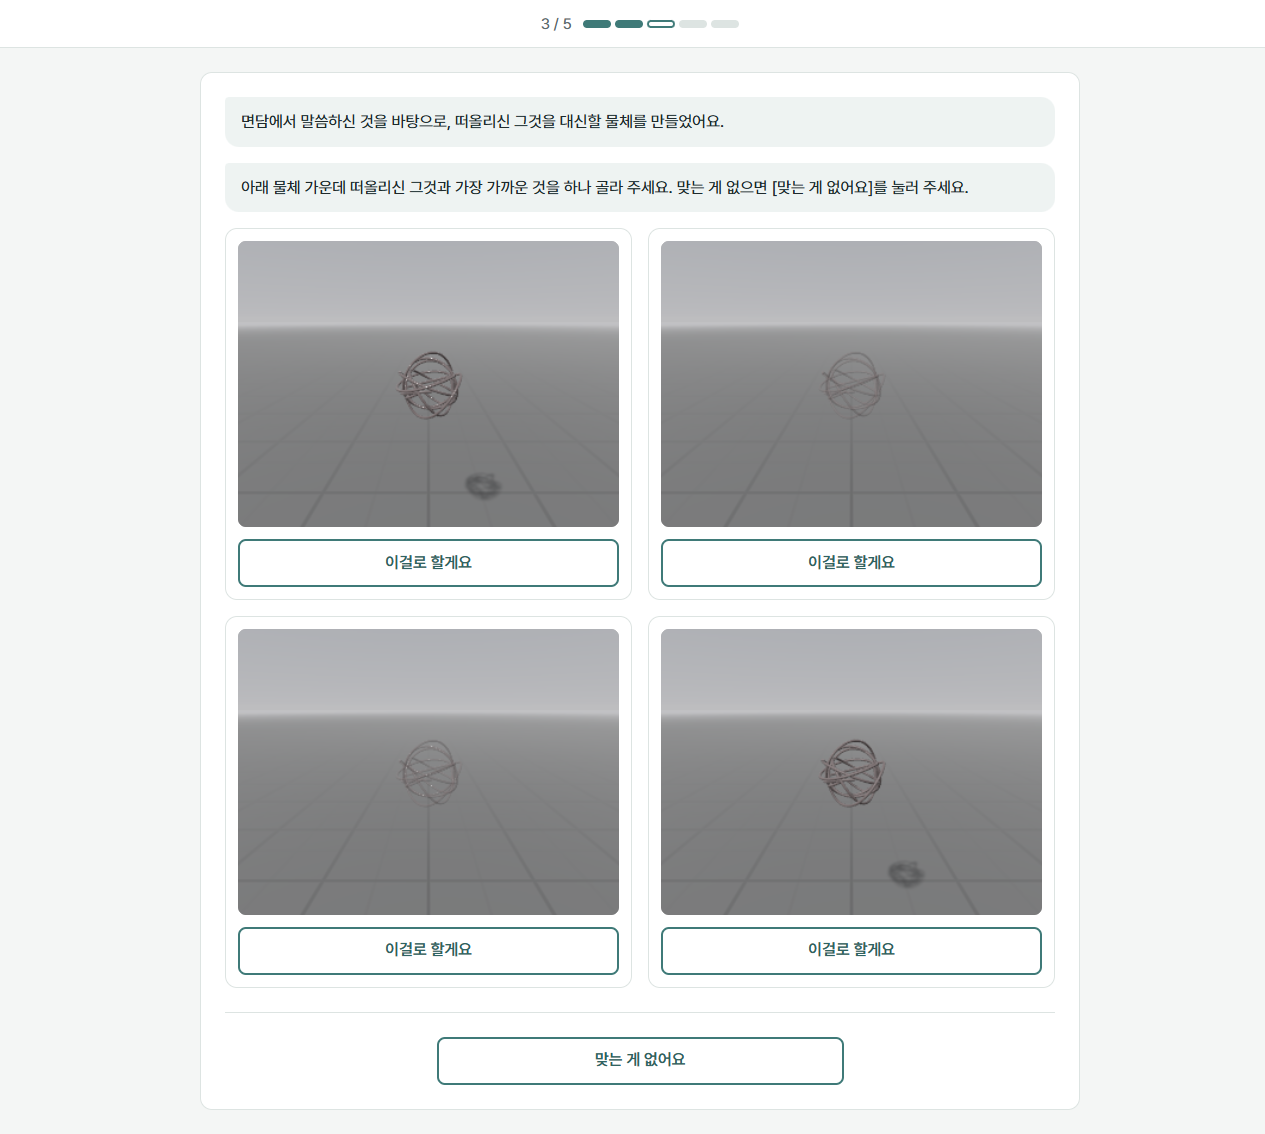 3 / 5
면담에서 말씀하신 것을 바탕으로, 떠올리신 그것을 대신할 물체를 만들었어요.
아래 물체 가운데 떠올리신 그것과 가장 가까운 것을 하나 골라 주세요. 맞는 게 없으면 [맞는 게 없어요]를 눌러 주세요.
이걸로 할게요
이걸로 할게요
이걸로 할게요
이걸로 할게요
맞는 게 없어요